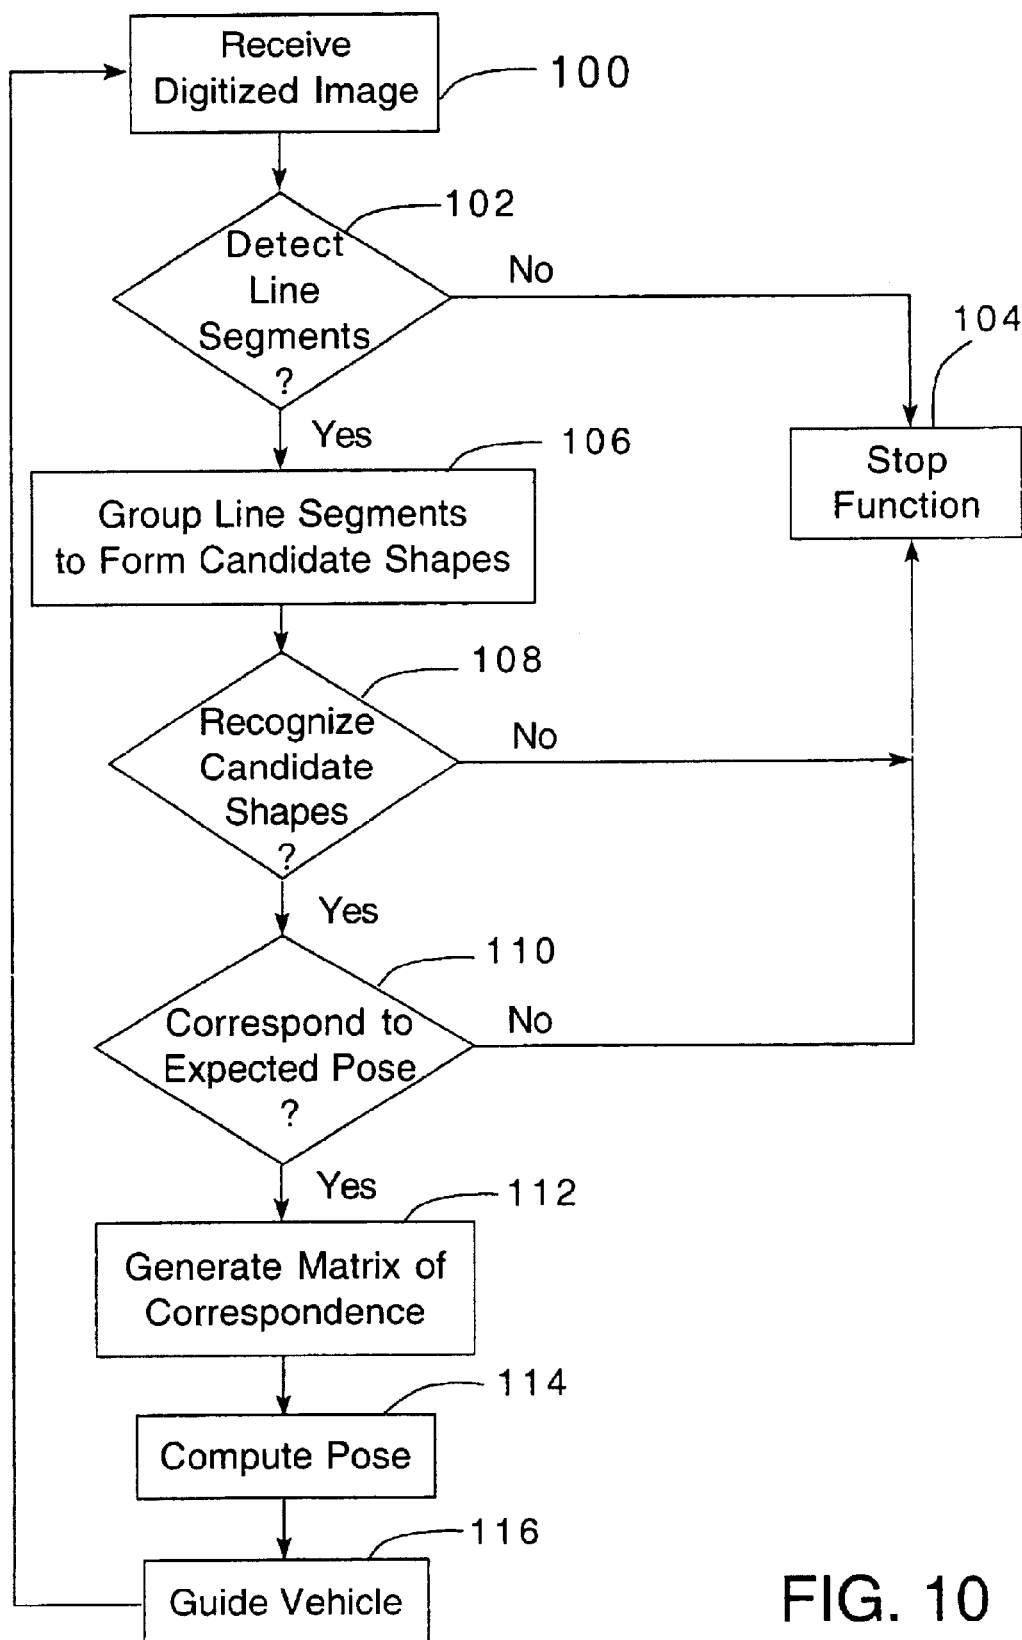 Receive
Digitized Image
100
102
Detect
Line
Segments
?
No
104
Yes
Stop
Function
106
Group Line Segments
to Form Candidate Shapes
108
Recognize
Candidate
Shapes
?
No
Yes
110
Correspond to
Expected Pose
?
No
Yes
112
Generate Matrix of
Correspondence
114
Compute Pose
116
Guide Vehicle
FIG. 10